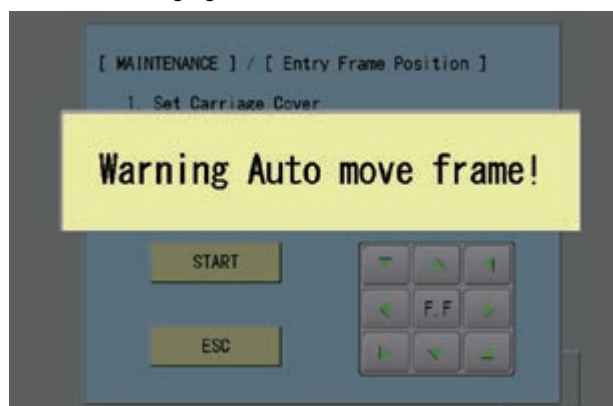 [ MAINTENANCE ] / [ Entry Frame Position ]
1. Set Carriage Cover
Warning Auto move frame!
START
F.F
ESC